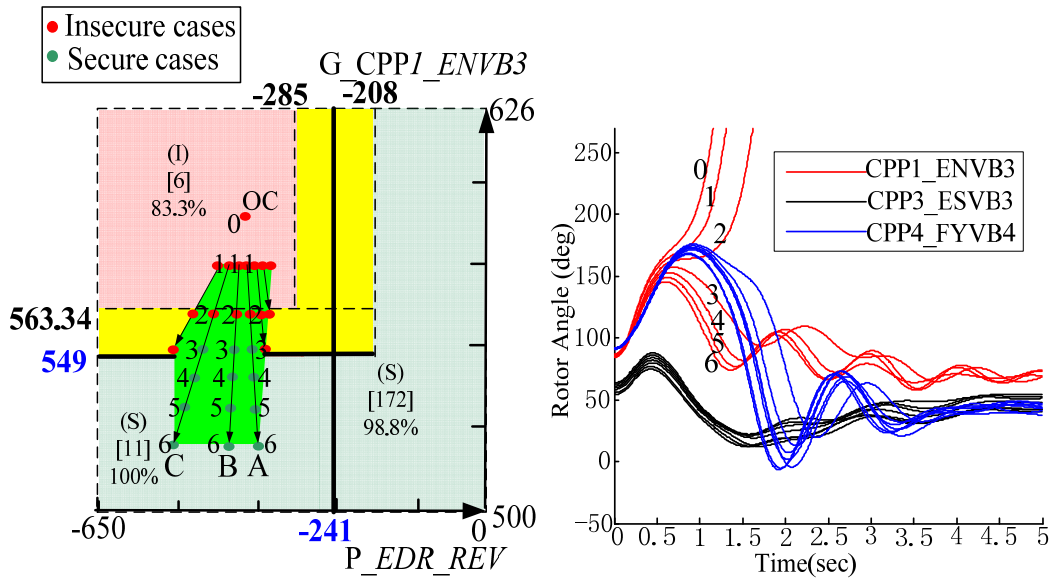 Insecure cases
Secure cases
G_CPP1_ENVB3
-285
-208
626
(I)
[6]
83.3%
OC
0
1 1 1
563.34
2 2 2
549
3 3 3
4 4 4
(S)
[172]
98.8%
5 5 5
(S)
[11]
100%
6 6 6 6
C B A
-650
-241
0
500
P_EDR_REV
250
200
150
100
50
0
−50
Rotor Angle (deg)
0
1
2
3
4
5
6
CPP1_ENVB3
CPP3_ESVB3
CPP4_FYVB4
0 0.5 1 1.5 2 2.5 3 3.5 4 4.5 5
Time(sec)